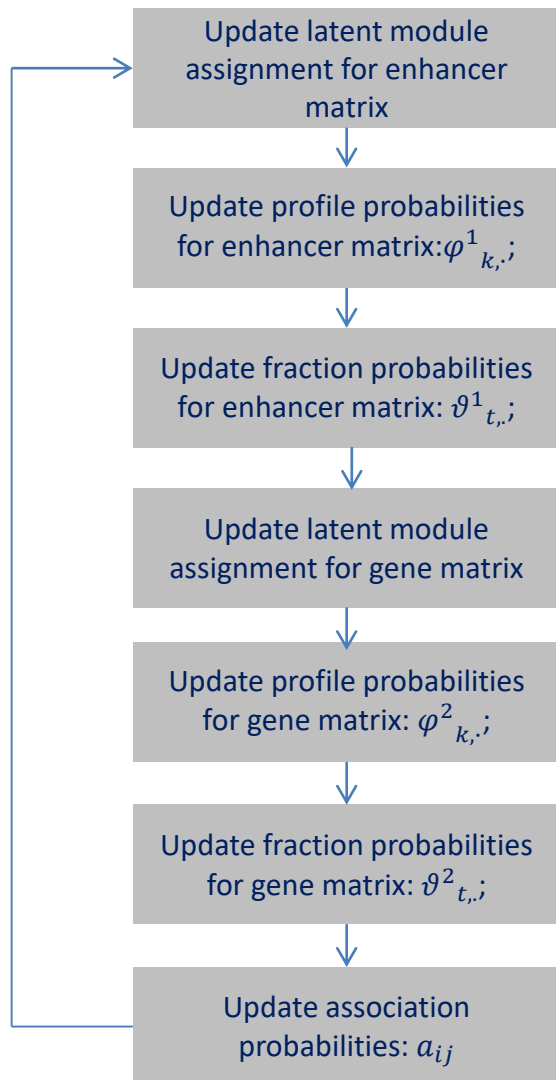 Update latent module
assignment for enhancer
matrix
Update profile probabilities
for enhancer matrix:φ¹ₖ,.;
Update fraction probabilities
for enhancer matrix: ϑ¹ₜ,.;
Update latent module
assignment for gene matrix
Update profile probabilities
for gene matrix: φ²ₖ,.;
Update fraction probabilities
for gene matrix: ϑ²ₜ,.;
Update association
probabilities: aᵢⱼ